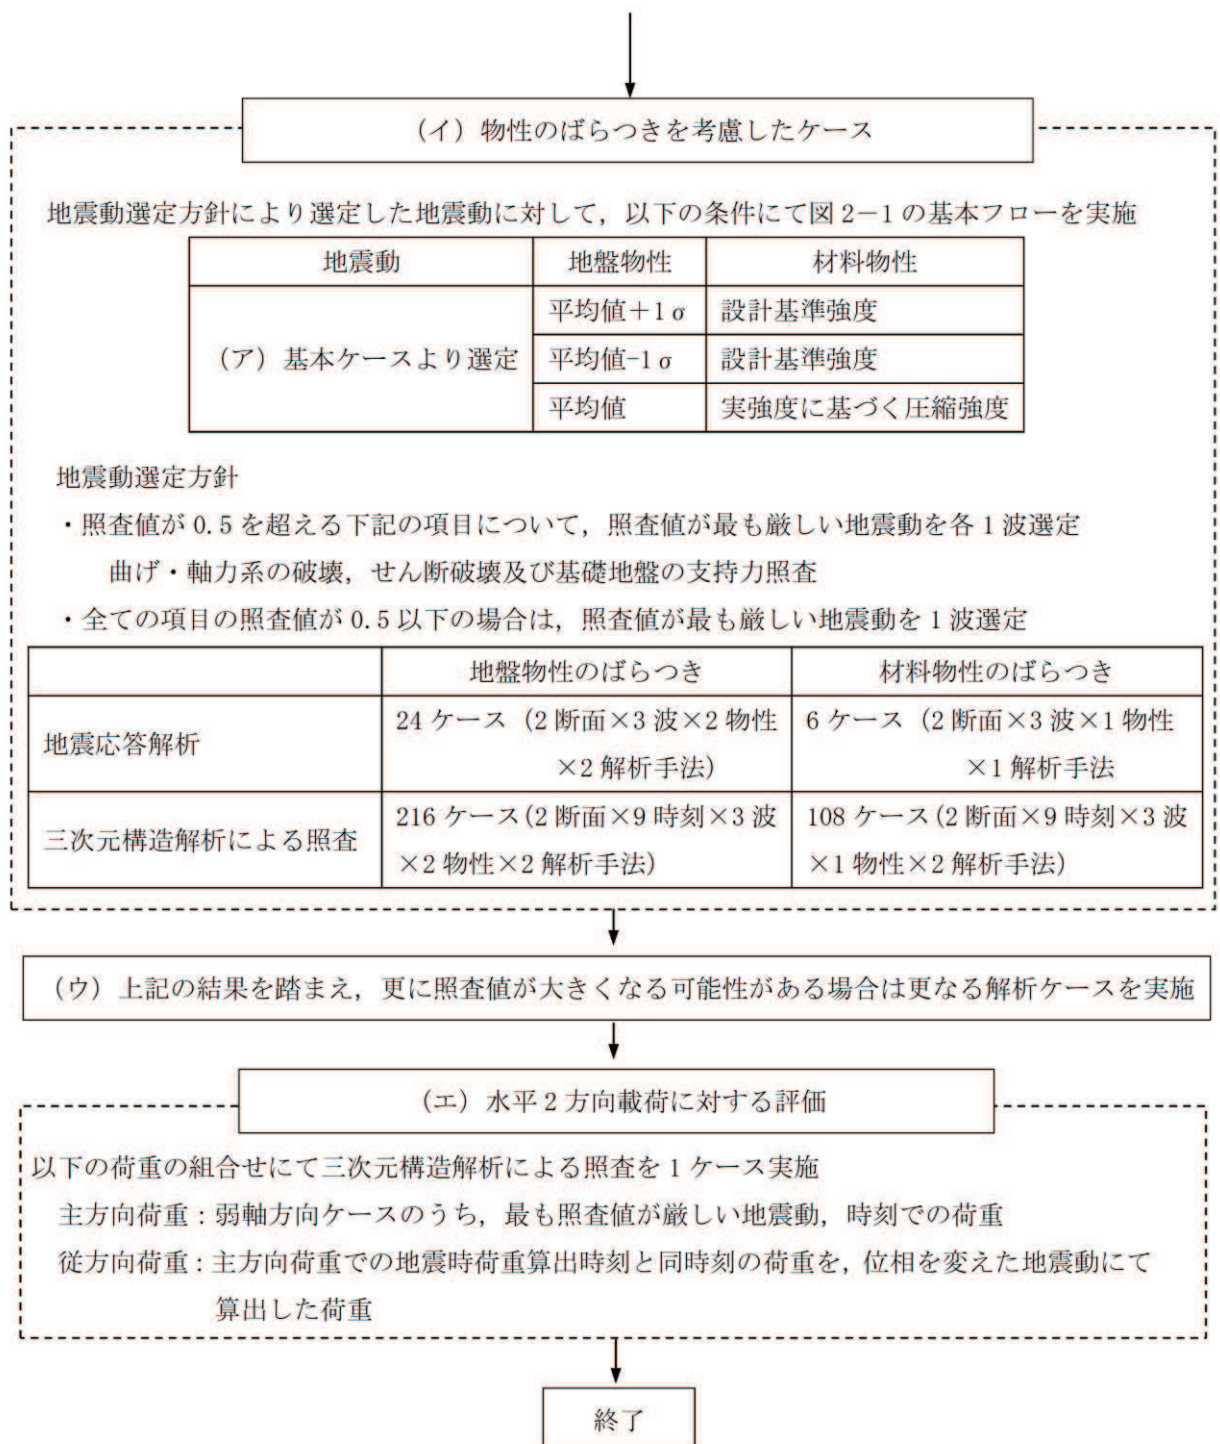 （イ）物性のばらつきを考慮したケース
地震動選定方針により選定した地震動に対して，以下の条件にて図 2－1 の基本フローを実施
地震動 地盤物性 材料物性
（ア）基本ケースより選定
平均値＋1σ 設計基準強度
平均値-1σ 設計基準強度
平均値 実強度に基づく圧縮強度
地震動選定方針
・照査値が 0.5 を超える下記の項目について，照査値が最も厳しい地震動を各 1 波選定
曲げ・軸力系の破壊，せん断破壊及び基礎地盤の支持力照査
・全ての項目の照査値が 0.5 以下の場合は，照査値が最も厳しい地震動を 1 波選定
地盤物性のばらつき 材料物性のばらつき
地震応答解析
24 ケース（2 断面×3 波×2 物性
×2 解析手法）
6 ケース（2 断面×3 波×1 物性
×1 解析手法
三次元構造解析による照査
216 ケース（2 断面×9 時刻×3 波
×2 物性×2 解析手法）
108 ケース（2 断面×9 時刻×3 波
×1 物性×2 解析手法）
（ウ）上記の結果を踏まえ，更に照査値が大きくなる可能性がある場合は更なる解析ケースを実施
（エ）水平 2 方向載荷に対する評価
以下の荷重の組合せにて三次元構造解析による照査を 1 ケース実施
主方向荷重：弱軸方向ケースのうち，最も照査値が厳しい地震動，時刻での荷重
従方向荷重：主方向荷重での地震時荷重算出時刻と同時刻の荷重を，位相を変えた地震動にて
算出した荷重
終了